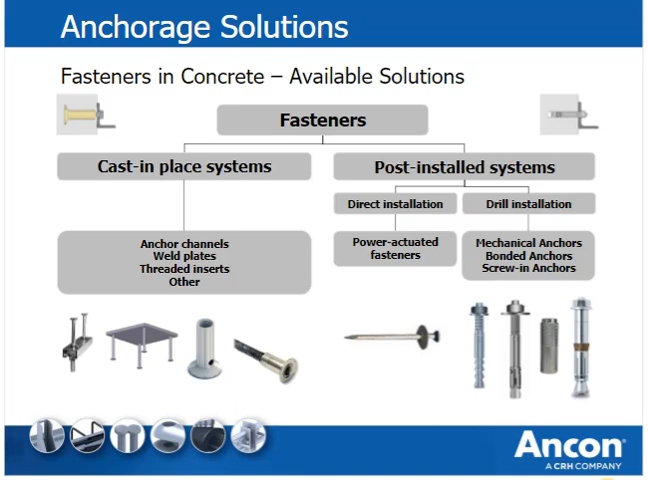 Anchorage Solutions
Fasteners in Concrete – Available Solutions
Fasteners
Cast-in place systems
Post-installed systems
Direct installation
Drill installation
Anchor channels
Weld plates
Threaded inserts
Other
Power-actuated
fasteners
Mechanical Anchors
Bonded Anchors
Screw-in Anchors
Ancon®
A CRH COMPANY